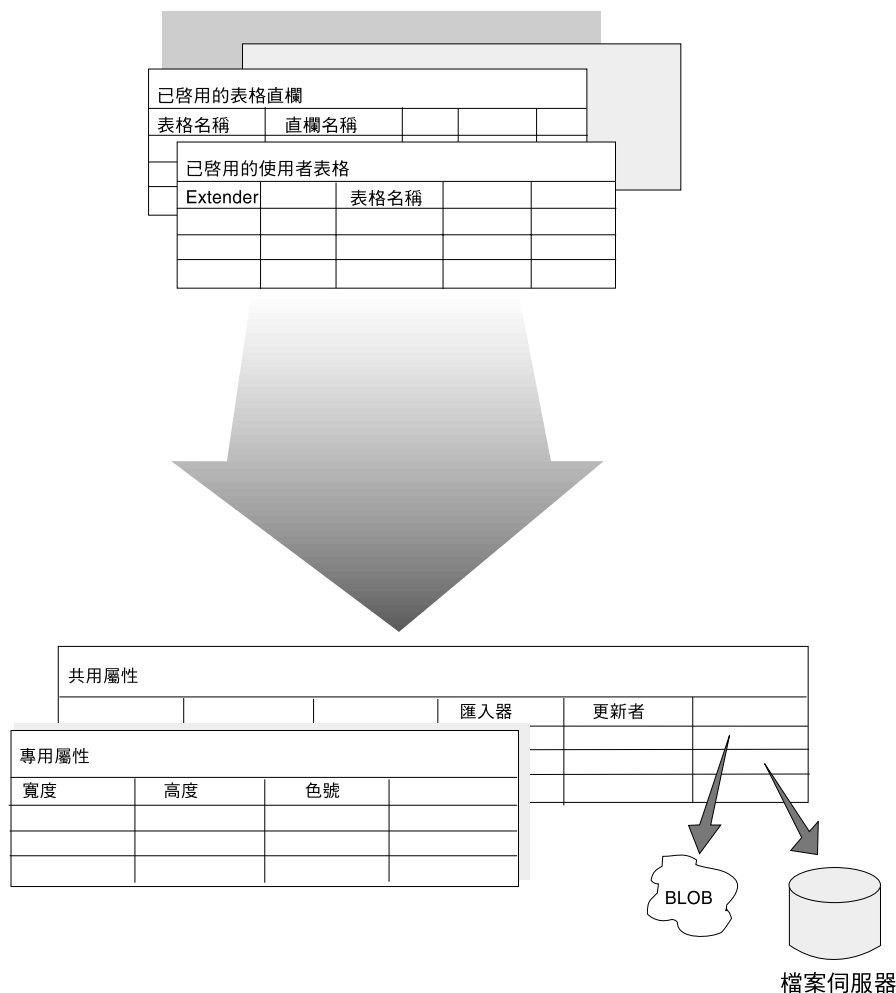 已啓用的表格直欄
表格名稱 直欄名稱
已啓用的使用者表格
Extender 表格名稱
共用屬性
匯入器 更新者
專用屬性
寬度 高度 色號
BLOB
檔案伺服器